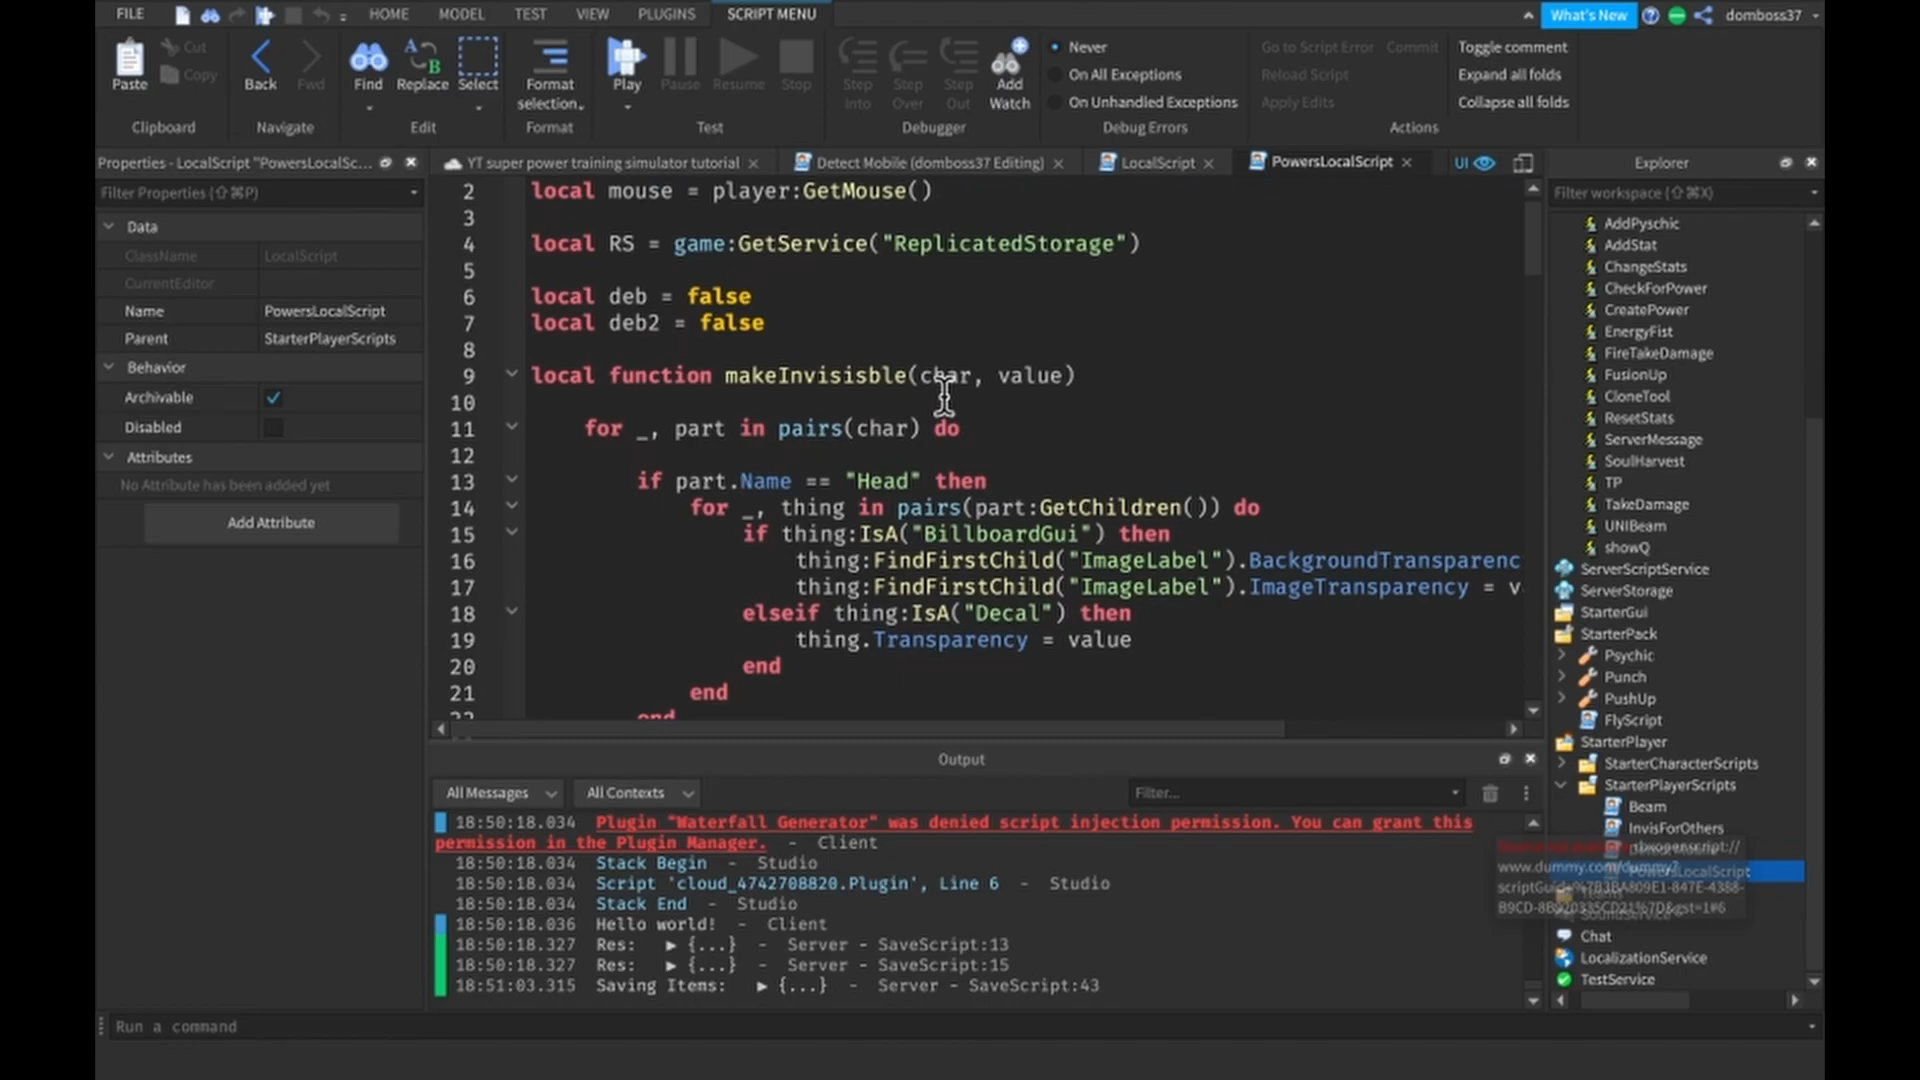 FILE HOME MODEL TEST VIEW PLUGINS SCRIPT MENU What's New domboss37
Paste Cut Copy Back Fwd Find Replace Select Format selection Play Pause Resume Stop Step Into Step Over Step Out Add Watch
Never
On All Exceptions
On Unhandled Exceptions
Go to Script Error Commit
Reload Script
Apply Edits
Toggle comment
Expand all folds
Collapse all folds
Clipboard Navigate Edit Format Test Debugger Debug Errors Actions
Properties - LocalScript "PowersLocalSc...
Filter Properties (⇧⌘P)
Data
ClassName LocalScript
CurrentEditor
Name PowersLocalScript
Parent StarterPlayerScripts
Behavior
Archivable
Disabled
Attributes
No Attribute has been added yet
Add Attribute
YT super power training simulator tutorial Detect Mobile (domboss37 Editing) LocalScript PowersLocalScript UI
2 local mouse = player:GetMouse()
3
4 local RS = game:GetService("ReplicatedStorage")
5
6 local deb = false
7 local deb2 = false
8
9 local function makeInvisisble(char, value)
10
11 for _, part in pairs(char) do
12
13 if part.Name == "Head" then
14 for _, thing in pairs(part:GetChildren()) do
15 if thing:IsA("BillboardGui") then
16 thing:FindFirstChild("ImageLabel").BackgroundTransparenc
17 thing:FindFirstChild("ImageLabel").ImageTransparency = v
18 elseif thing:IsA("Decal") then
19 thing.Transparency = value
20 end
21 end
22 end
Output
All Messages All Contexts Filter...
18:50:18.034 Plugin "Waterfall Generator" was denied script injection permission. You can grant this
permission in the Plugin Manager. - Client
18:50:18.034 Stack Begin - Studio
18:50:18.034 Script 'cloud_4742708820.Plugin', Line 6 - Studio
18:50:18.034 Stack End - Studio
18:50:18.036 Hello world! - Client
18:50:18.327 Res: ▶ {...} - Server - SaveScript:13
18:50:18.327 Res: ▶ {...} - Server - SaveScript:15
18:51:03.315 Saving Items: ▶ {...} - Server - SaveScript:43
Run a command
Explorer
Filter workspace (⇧⌘X)
AddPyschic
AddStat
ChangeStats
CheckForPower
CreatePower
EnergyFist
FireTakeDamage
FusionUp
CloneTool
ResetStats
ServerMessage
SoulHarvest
TP
TakeDamage
UNIBeam
showQ
ServerScriptService
ServerStorage
StarterGui
StarterPack
Psychic
Punch
PushUp
FlyScript
StarterPlayer
StarterCharacterScripts
StarterPlayerScripts
Beam
InvisForOthers
rbxopenscript://
www.dummy.com/dummy?
PowersLocalScript
SoundService
Chat
LocalizationService
TestService